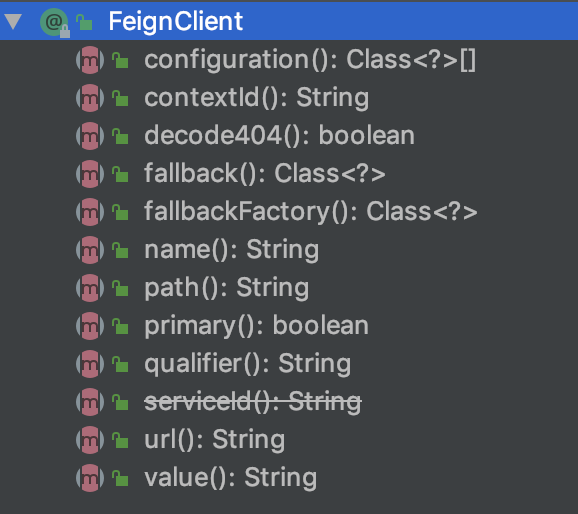 FeignClient
configuration(): Class<?>[]
contextId(): String
decode404(): boolean
fallback(): Class<?>
fallbackFactory(): Class<?>
name(): String
path(): String
primary(): boolean
qualifier(): String
serviceId(): String
url(): String
value(): String